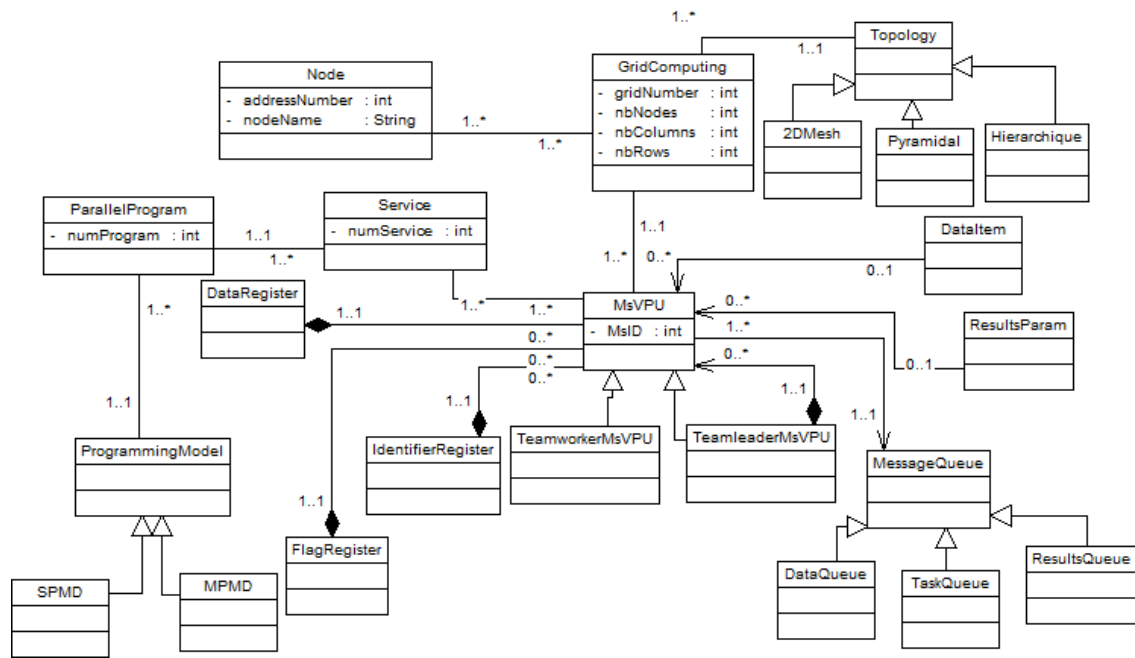 1..*
Topology
1..1
GridComputing
- gridNumber : int
- nbNodes : int
- nbColumns : int
- nbRows : int
Node
- addressNumber : int
- nodeName : String
1..*
1..*
2DMesh
Pyramidal
Hierarchique
ParallelProgram
- numProgram : int
Service
- numService : int
1..1
1..*
1..1
1..*
0..*
DataItem
0..1
DataRegister
1..1
1..*
1..*
MsVPU
- MsID : int
0..*
1..*
ResultsParam
0..1
1..*
0..*
0..*
0..*
0..*
1..1
1..1
1..1
1..1
IdentifierRegister
TeamworkerMsVPU
TeamleaderMsVPU
ProgrammingModel
MessageQueue
1..1
FlagRegister
SPMD
MPMD
DataQueue
TaskQueue
ResultsQueue